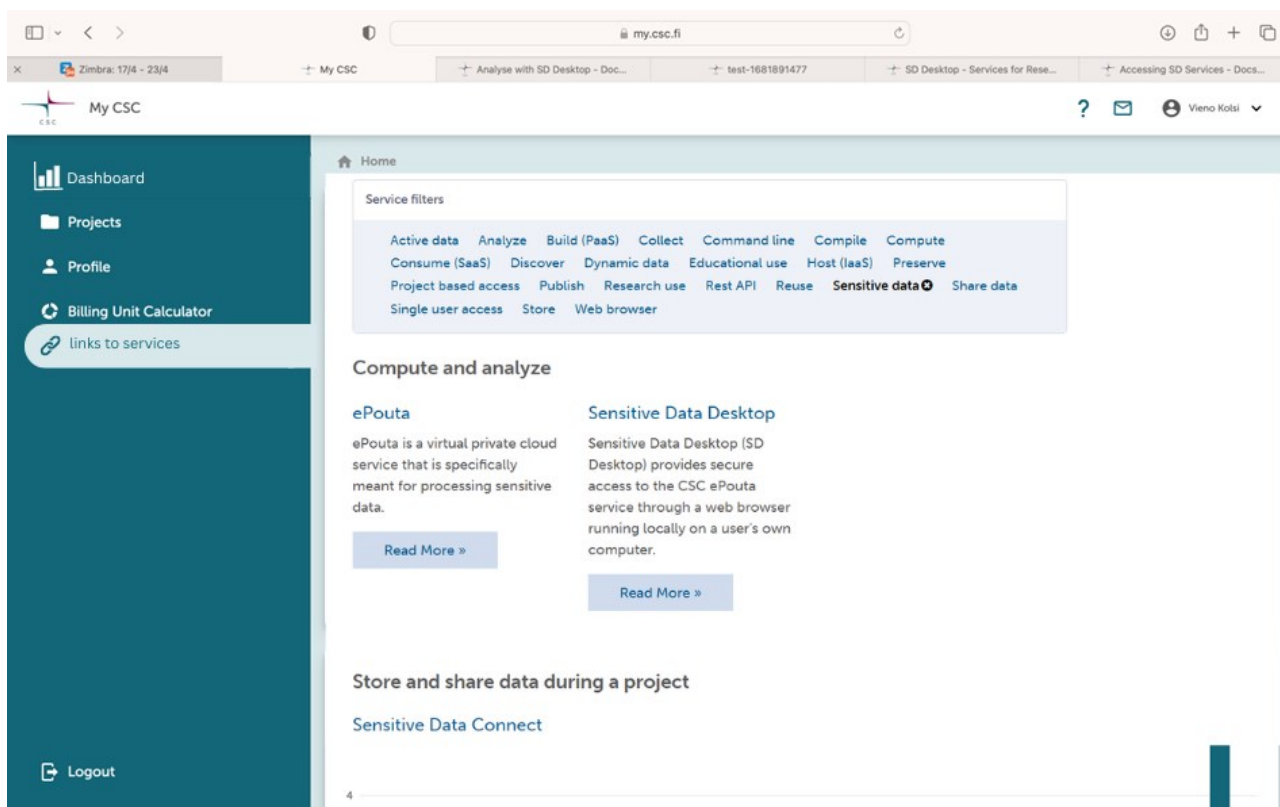 my.csc.fi
Zimbra: 17/4 - 23/4
My CSC
Analyse with SD Desktop - Doc...
test-1681891477
SD Desktop - Services for Rese...
Accessing SD Services - Docs...
CSC
My CSC
?
Vieno Kolsi
Dashboard
Projects
Profile
Billing Unit Calculator
links to services
Logout
Home
Service filters
Active data Analyze Build (PaaS) Collect Command line Compile Compute
Consume (SaaS) Discover Dynamic data Educational use Host (IaaS) Preserve
Project based access Publish Research use Rest API Reuse Sensitive data Share data
Single user access Store Web browser
Compute and analyze
ePouta
ePouta is a virtual private cloud
service that is specifically
meant for processing sensitive
data.
Read More »
Sensitive Data Desktop
Sensitive Data Desktop (SD
Desktop) provides secure
access to the CSC ePouta
service through a web browser
running locally on a user's own
computer.
Read More »
Store and share data during a project
Sensitive Data Connect
4